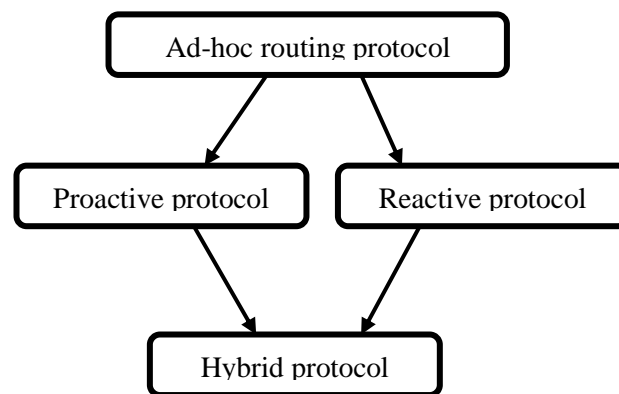 Ad-hoc routing protocol
Proactive protocol
Reactive protocol
Hybrid protocol